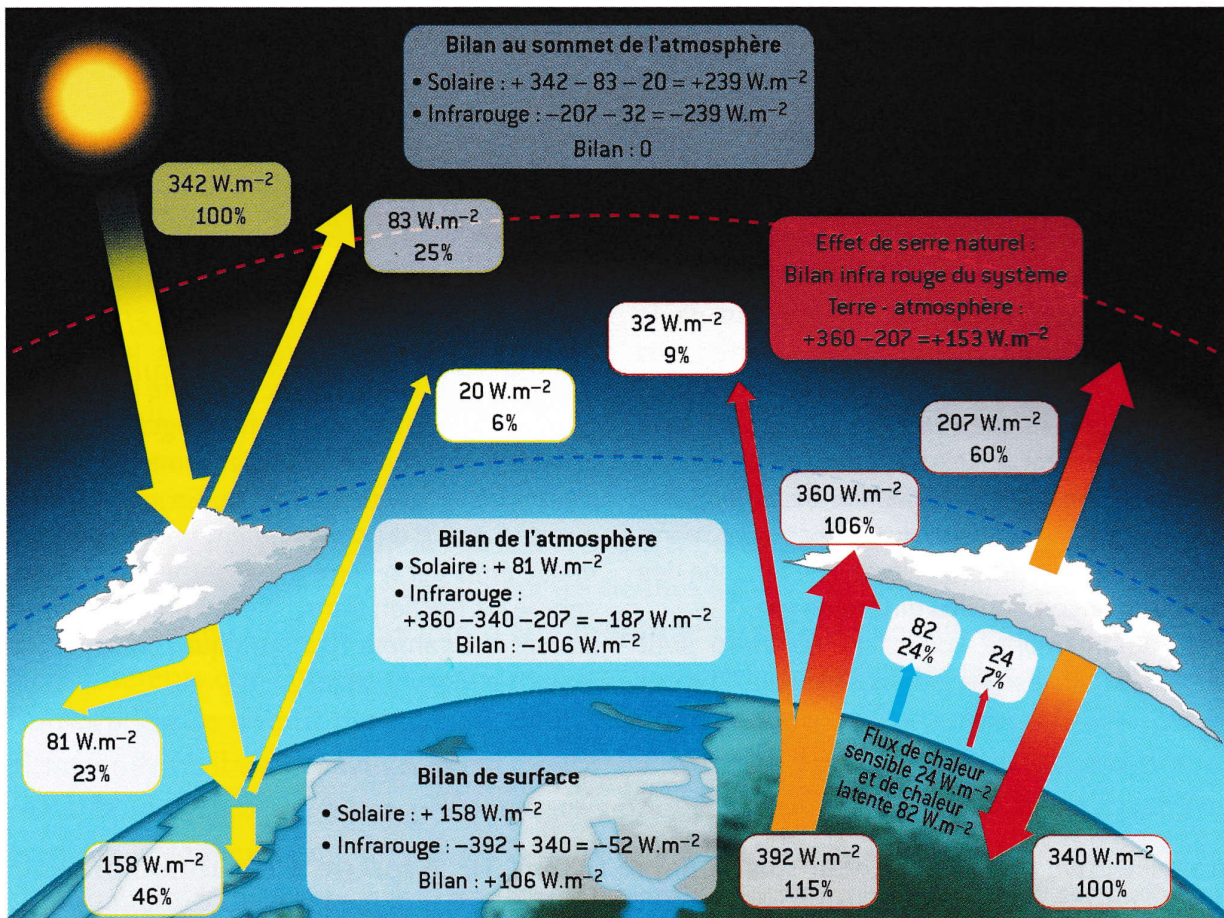 Bilan au sommet de l'atmosphère
• Solaire : + 342 – 83 – 20 = +239 W.m–2
• Infrarouge : –207 – 32 = –239 W.m–2
Bilan : 0
342 W.m–2
100%
83 W.m–2
25%
Effet de serre naturel :
Bilan infra rouge du système
Terre - atmosphère :
+360 –207 =+153 W.m–2
32 W.m–2
9%
20 W.m–2
6%
207 W.m–2
60%
360 W.m–2
106%
Bilan de l'atmosphère
• Solaire : + 81 W.m–2
• Infrarouge :
+360 –340 –207 = –187 W.m–2
Bilan : –106 W.m–2
82
24%
24
7%
81 W.m–2
23%
Flux de chaleur
sensible 24 W.m–2
et de chaleur
latente 82 W.m–2
Bilan de surface
• Solaire : + 158 W.m–2
• Infrarouge : –392 + 340 = –52 W.m–2
Bilan : +106 W.m–2
158 W.m–2
46%
392 W.m–2
115%
340 W.m–2
100%